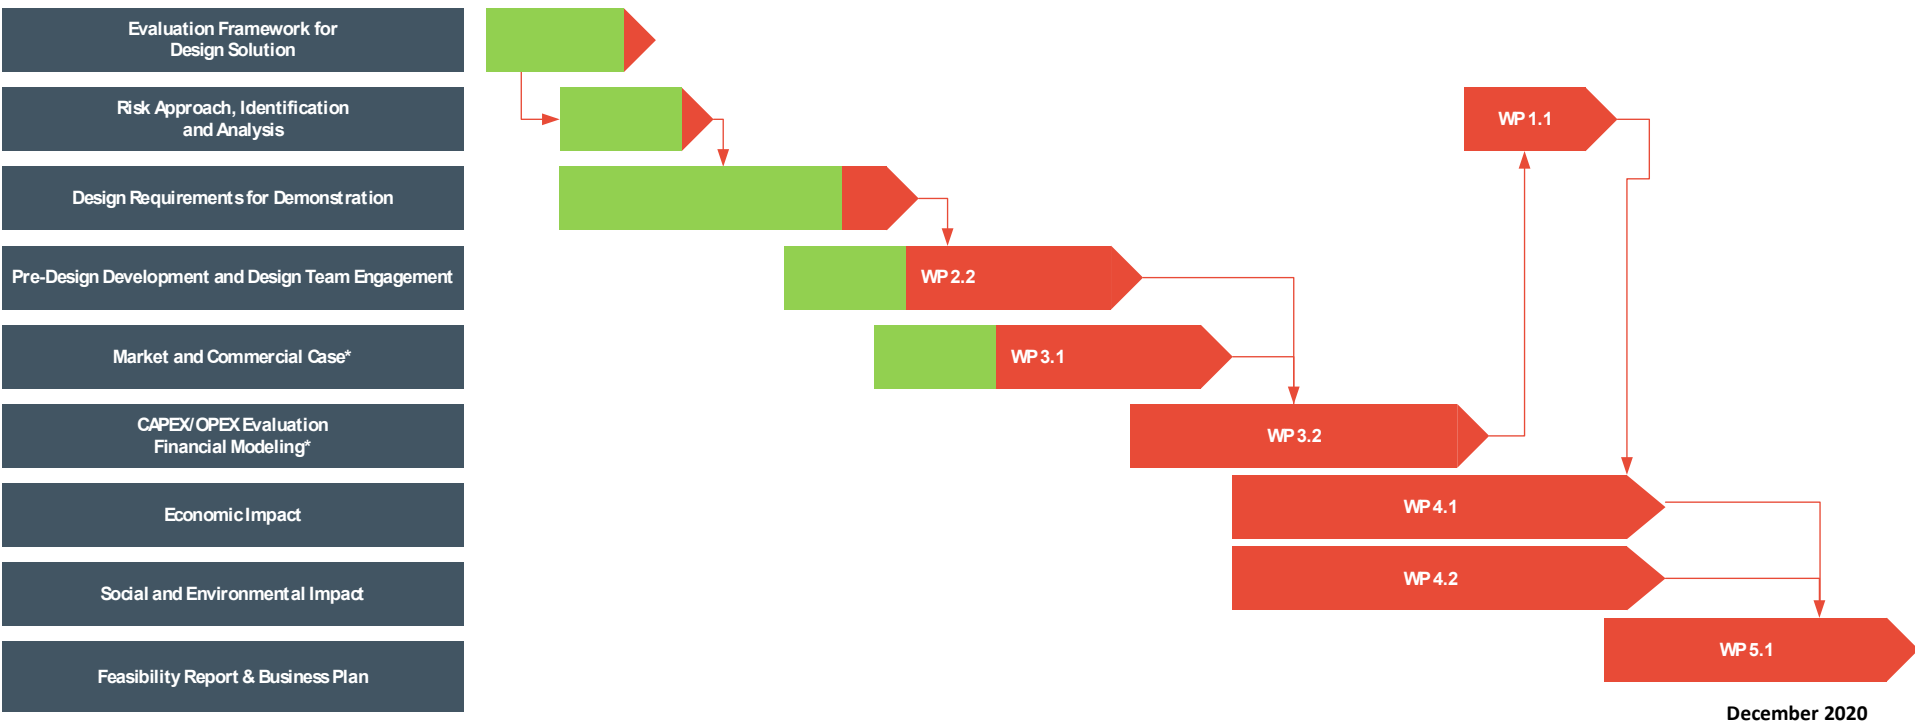 Evaluation Framework for
Design Solution
Risk Approach, Identification
and Analysis
WP 1.1
Design Requirements for Demonstration
Pre-Design Development and Design Team Engagement
WP 2.2
Market and Commercial Case*
WP 3.1
CAPEX/OPEX Evaluation
Financial Modeling*
WP 3.2
Economic Impact
WP 4.1
Social and Environmental Impact
WP 4.2
Feasibility Report & Business Plan
WP 5.1
December 2020